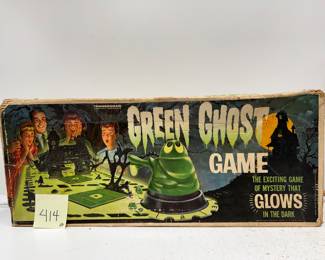 GREEN GHOST
GAME
THE EXCITING GAME
OF MYSTERY THAT
GLOWS
IN THE DARK
414